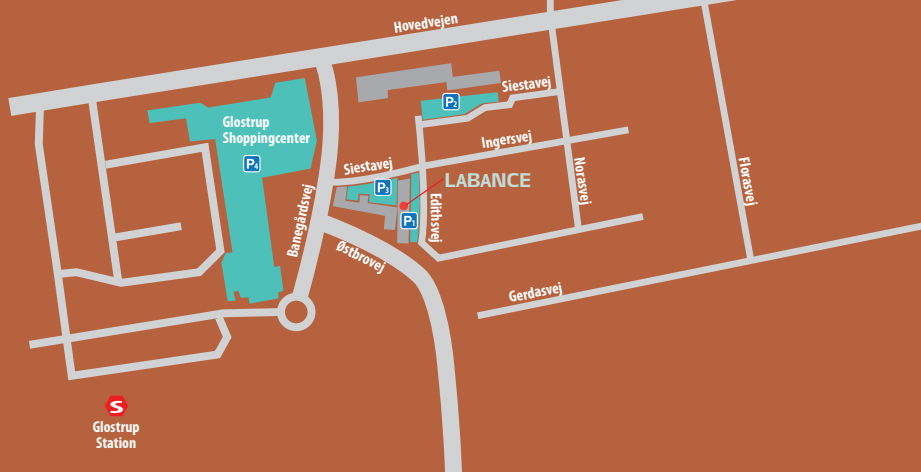 Hovedvejen
Siestavej
P2
Glostrup
Shoppingcenter
Ingersvej
P4
Siestavej
Norasvej
Florasvej
LABANCE
P3
Banegårdsvej
Edithsvej
P1
Østbrovej
Gerdasvej
S
Glostrup
Station